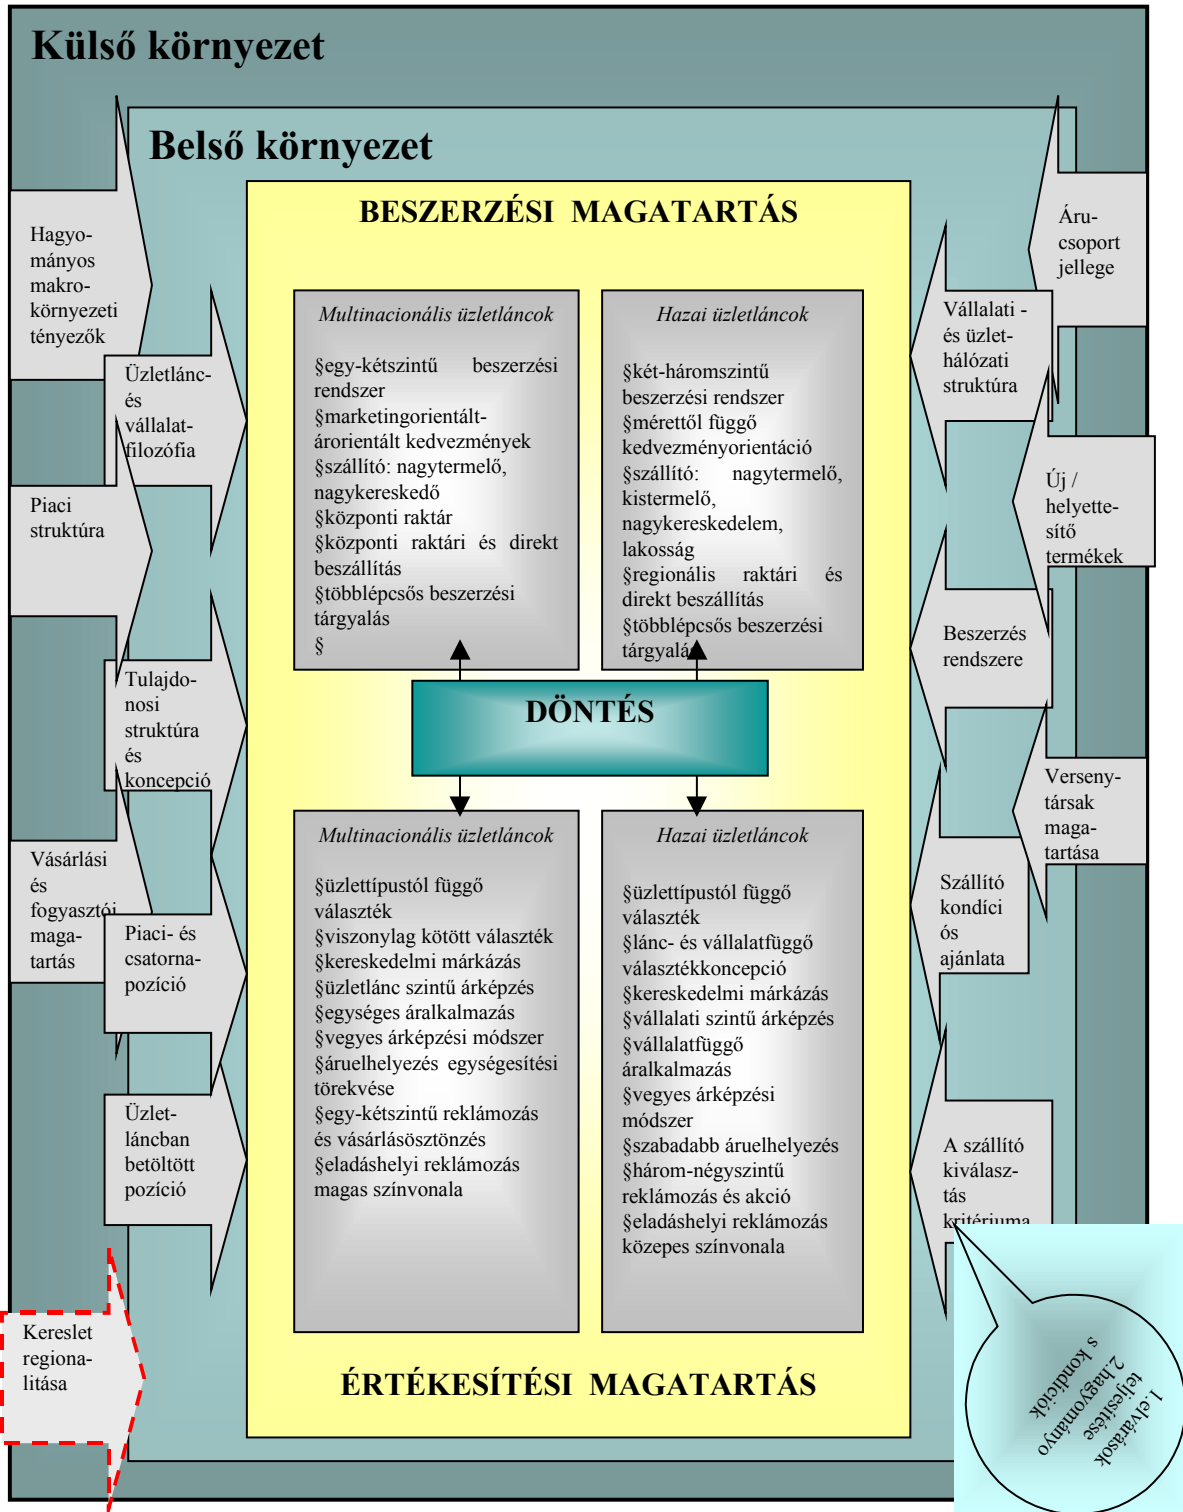 Külső környezet
Belső környezet
Hagyo-
mányos
makro-
környezeti
tényezők
Üzletlánc-
és
vállalat-
filozófia
Piaci
struktúra
Tulajdo-
nosi
struktúra
és
koncepció
Vásárlási
és
fogyasztói
maga-
tartás
Piaci- és
csatorna-
pozíció
Üzlet-
láncban
betöltött
pozíció
Kereslet
regiona-
litása
BESZERZÉSI MAGATARTÁS
Multinacionális üzletláncok
§egy-kétszintű beszerzési
rendszer
§marketingorientált-
árorientált kedvezmények
§szállító: nagytermelő,
nagykereskedő
§központi raktár
§központi raktári és direkt
beszállítás
§többlépcsős beszerzési
tárgyalás
§
Hazai üzletláncok
§két-háromszintű
beszerzési rendszer
§mérettől függő
kedvezményorientáció
§szállító: nagytermelő,
kistermelő,
nagykereskedelem,
lakosság
§regionális raktári és
direkt beszállítás
§többlépcsős beszerzési
tárgyalás
DÖNTÉS
Multinacionális üzletláncok
§üzlettípustól függő
választék
§viszonylag kötött választék
§kereskedelmi márkázás
§üzletlánc szintű árképzés
§egységes áralkalmazás
§vegyes árképzési módszer
§áruelhelyezés egységesítési
törekvése
§egy-kétszintű reklámozás
és vásárlásösztönzés
§eladáshelyi reklámozás
magas színvonala
Hazai üzletláncok
§üzlettípustól függő
választék
§lánc- és vállalatfüggő
választékkoncepció
§kereskedelmi márkázás
§vállalati szintű árképzés
§vállalatfüggő
áralkalmazás
§vegyes árképzési
módszer
§szabadabb áruelhelyezés
§három-négyszintű
reklámozás és akció
§eladáshelyi reklámozás
közepes színvonala
ÉRTÉKESÍTÉSI MAGATARTÁS
Áru-
csoport
jellege
Vállalati -
és üzlet-
hálózati
struktúra
Új /
helyette-
sítő
termékek
Beszerzés
rendszere
Verseny-
társak
maga-
tartása
Szállító
kondíci
ós
ajánlata
A szállító
kiválasz-
tás
kritériuma
1.elvárások
teljesítése
2.hagyományo
s kondíciók